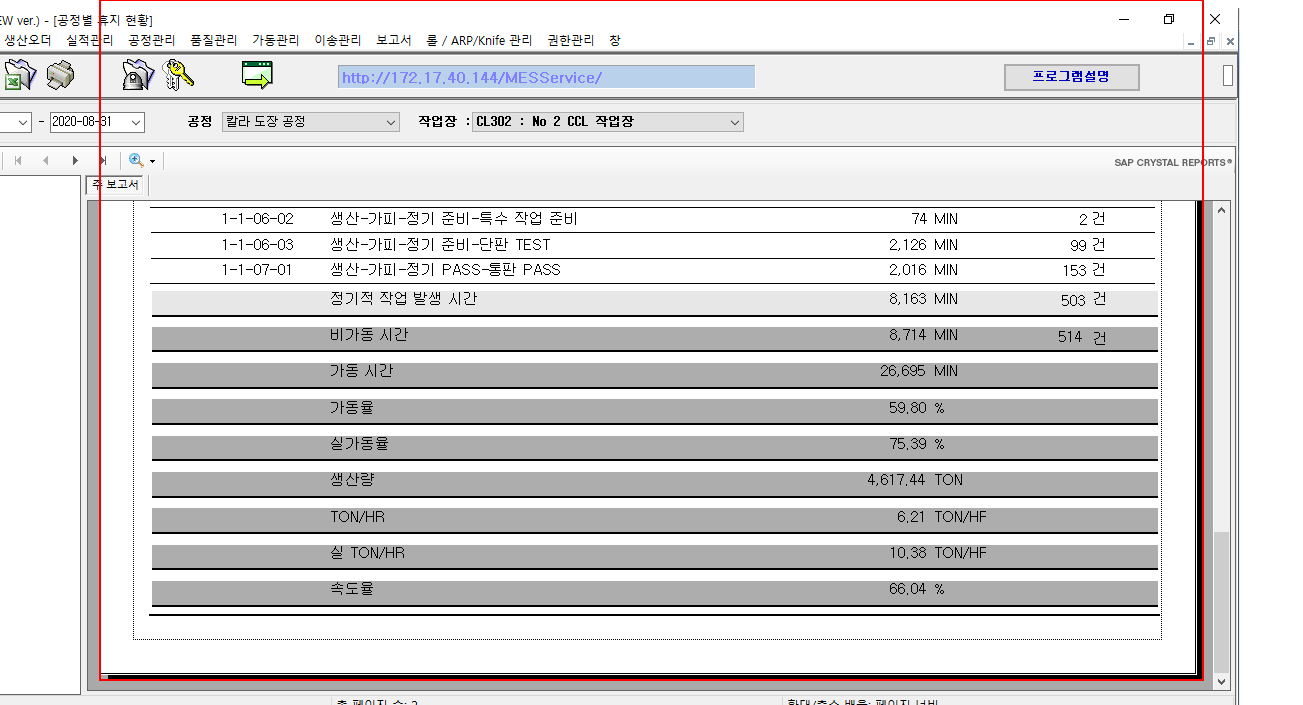 EW ver.) - [공정별 휴지 현황]
생산오더 실적관리 공정관리 품질관리 가동관리 이송관리 보고서 롤 / ARP/Knife 관리 권한관리 창
http://172.17.40.144/MESService/ 프로그램설명
- 2020-08-31 공정 칼라 도장 공정 작업장 : CL302 : No 2 CCL 작업장
SAP CRYSTAL REPORTS®
주 보고서
1-1-06-02 생산-가피-정기 준비-특수 작업 준비 74 MIN 2 건
1-1-06-03 생산-가피-정기 준비-단판 TEST 2,126 MIN 99 건
1-1-07-01 생산-가피-정기 PASS-통판 PASS 2,016 MIN 153 건
정기적 작업 발생 시간 8,163 MIN 503 건
비가동 시간 8,714 MIN 514 건
가동 시간 26,695 MIN
가동율 59.80 %
실가동율 75.39 %
생산량 4,617.44 TON
TON/HR 6.21 TON/HF
실 TON/HR 10.38 TON/HF
속도율 66.04 %
총 페이지 수: 2 확대/축소 배율: 페이지 너비